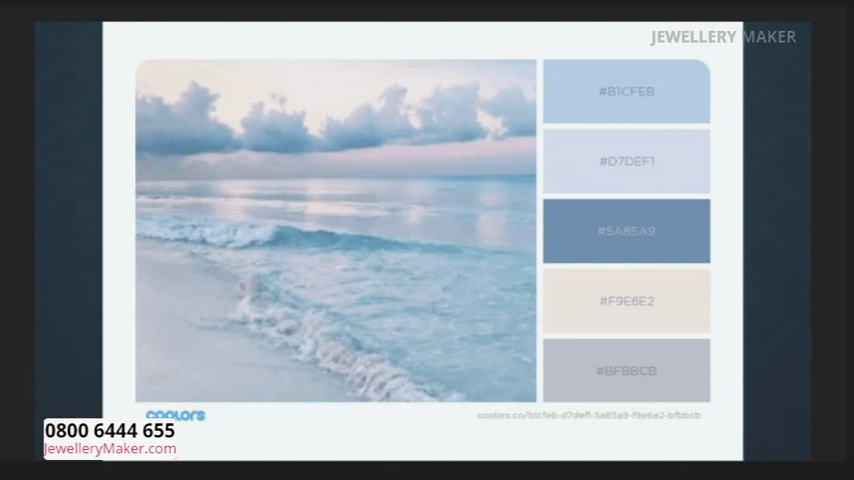 JEWELLERY MAKER
#B1CFEB
#D7DEF1
#5A85A9
#F9E6E2
#BFBBCB
coolors
coolors.co/b1cfeb-d7def1-5a85a9-f9e6e2-bfbbcb
0800 6444 655
JewelleryMaker.com